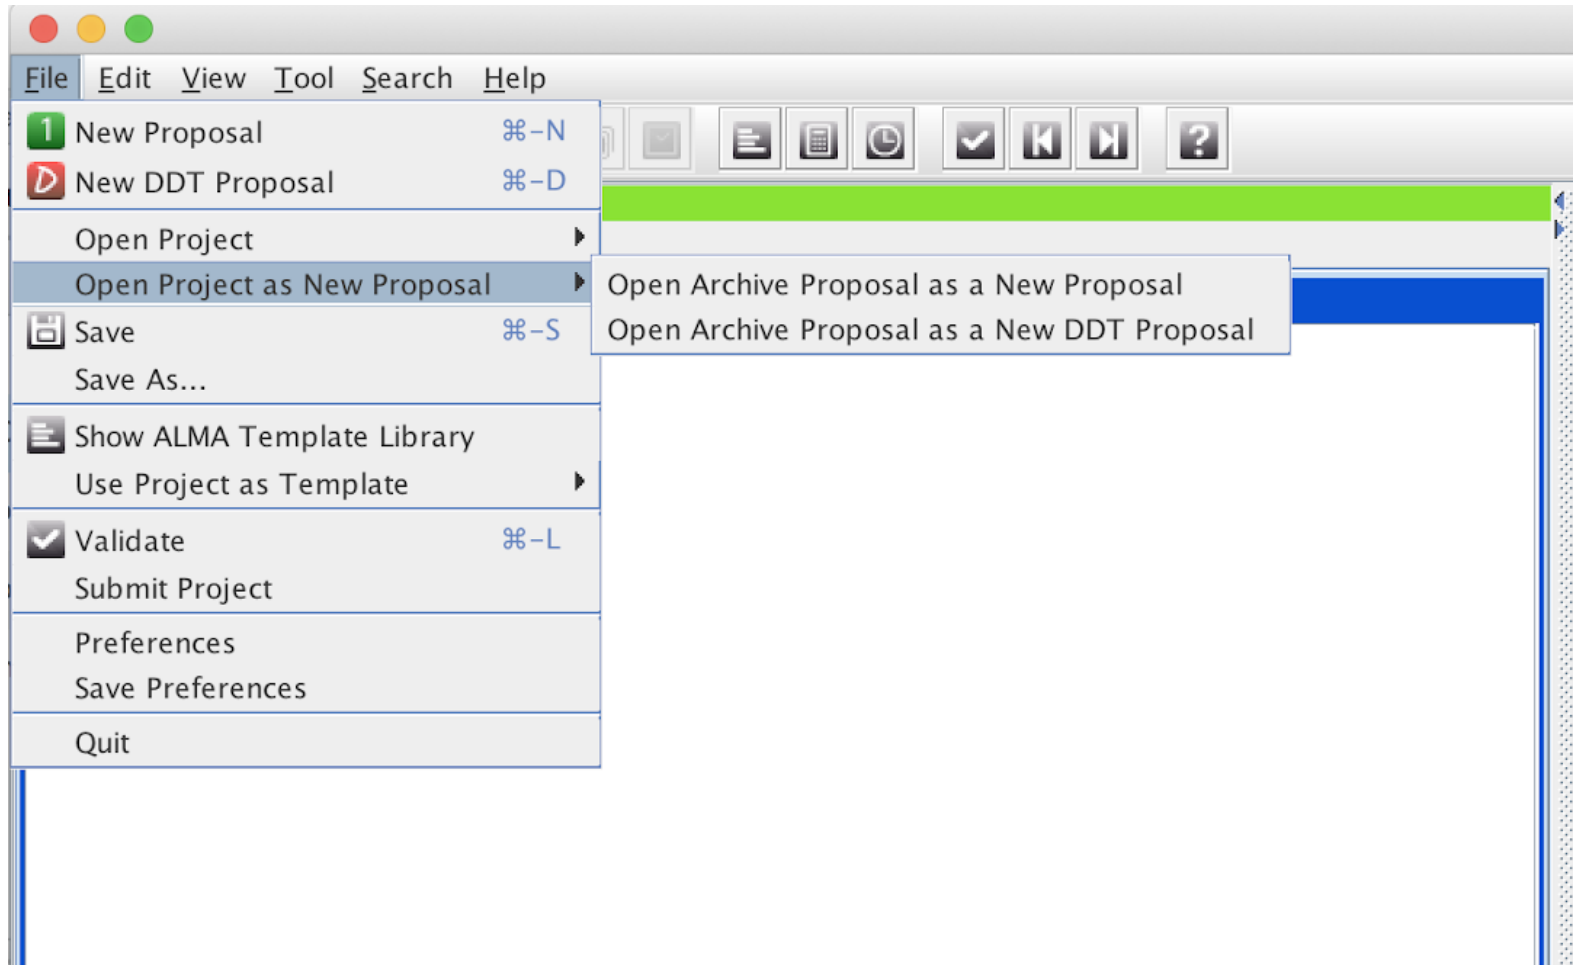 File Edit View Tool Search Help
1 New Proposal ⌘-N
D New DDT Proposal ⌘-D
Open Project
Open Project as New Proposal
Open Archive Proposal as a New Proposal
Open Archive Proposal as a New DDT Proposal
Save ⌘-S
Save As...
Show ALMA Template Library
Use Project as Template
Validate ⌘-L
Submit Project
Preferences
Save Preferences
Quit
?